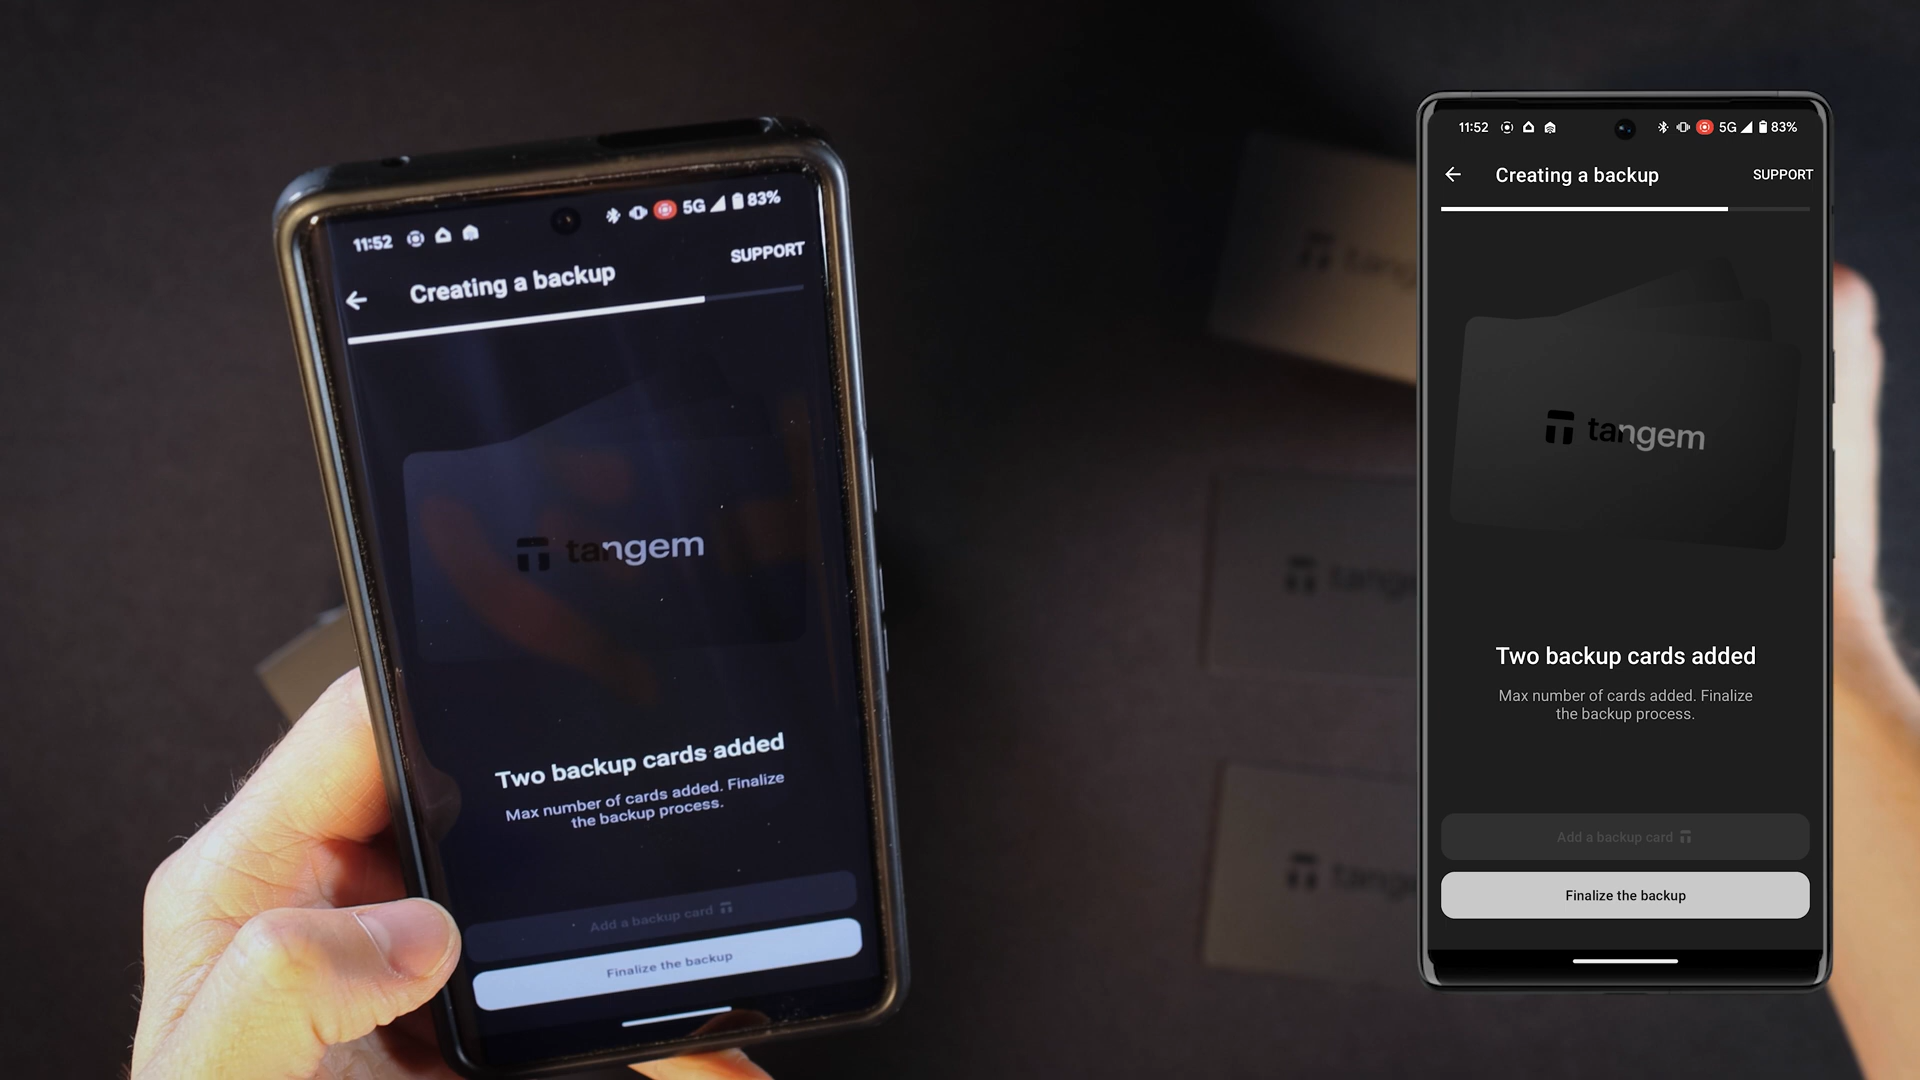 11:52
5G
83%
SUPPORT
Creating a backup
tangem
Two backup cards added
Max number of cards added. Finalize
the backup process.
Add a backup card
Finalize the backup
11:52
5G
83%
Creating a backup
SUPPORT
tangem
Two backup cards added
Max number of cards added. Finalize
the backup process.
Add a backup card
Finalize the backup